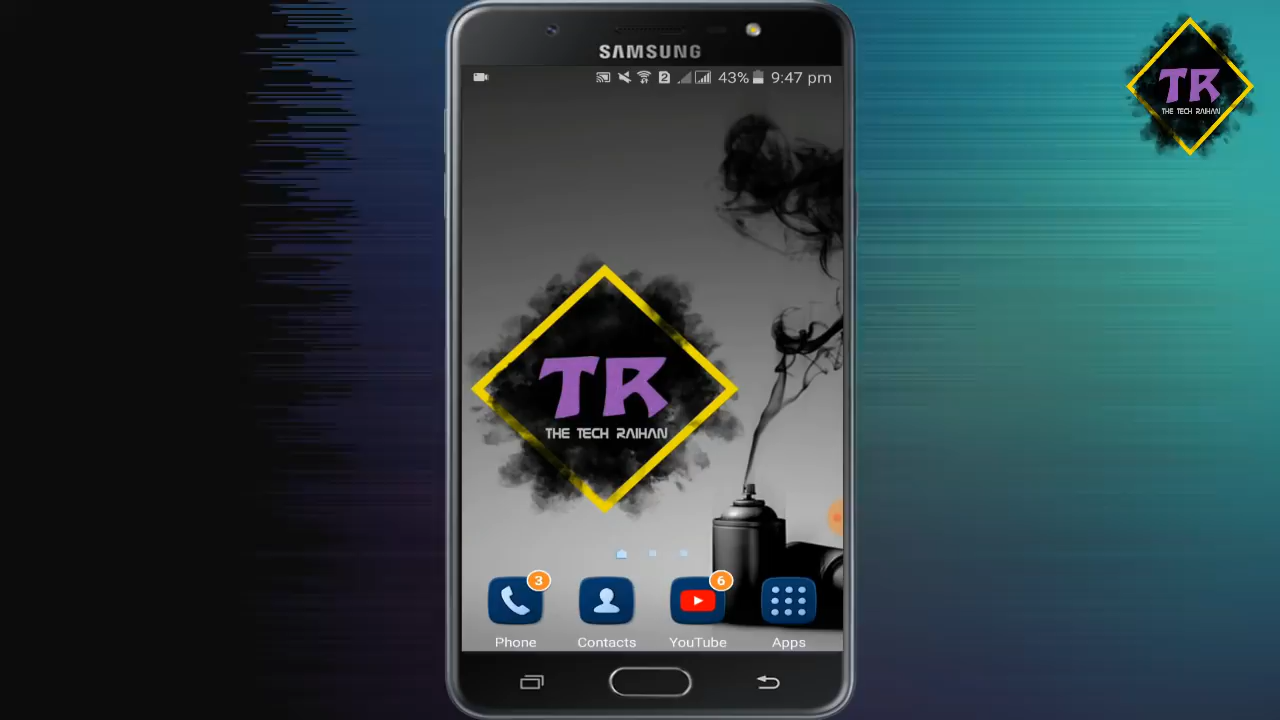 SAMSUNG
2 43% 9:47 pm
TR
THE TECH RAIHAN
TR
THE TECH RAIHAN
3
6
Phone Contacts YouTube Apps